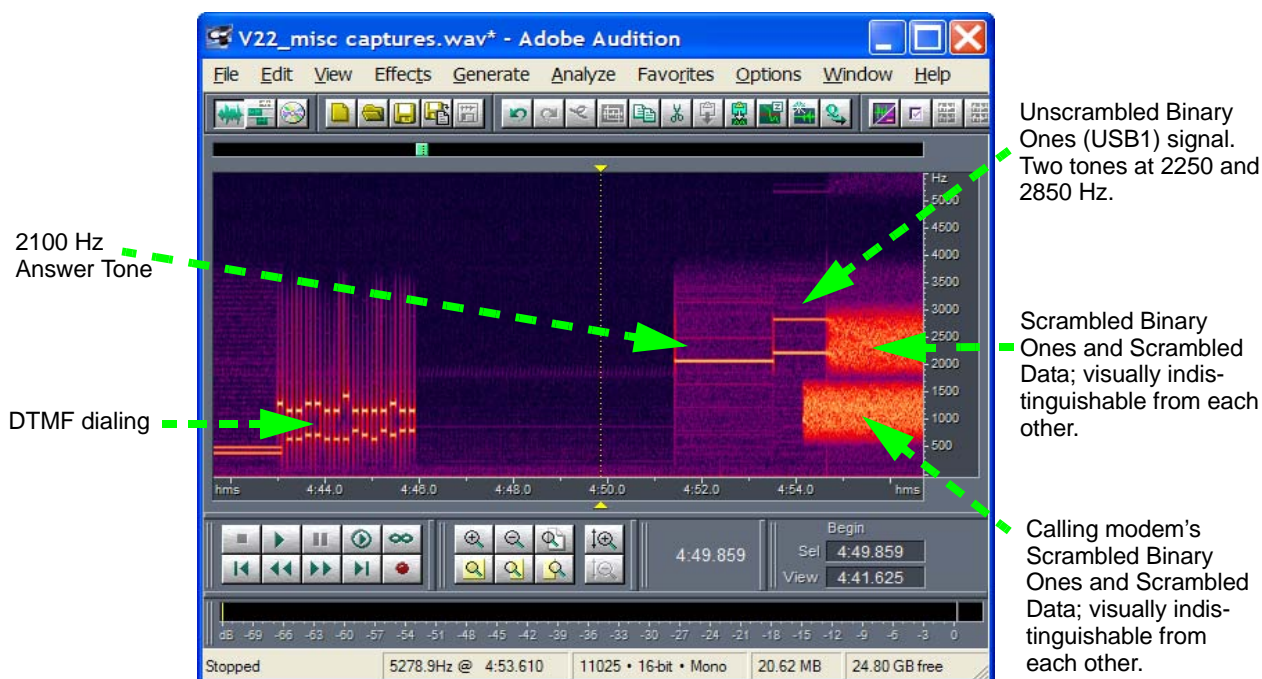 V22_misc captures.wav* - Adobe Audition
File Edit View Effects Generate Analyze Favorites Options Window Help
Unscrambled Binary
Ones (USB1) signal.
Two tones at 2250 and
2850 Hz.
2100 Hz
Answer Tone
Scrambled Binary
Ones and Scrambled
Data; visually indis-
tinguishable from each
other.
DTMF dialing
Calling modem's
Scrambled Binary
Ones and Scrambled
Data; visually indis-
tinguishable from
each other.
Hz
5000
4500
4000
3500
3000
2500
2000
1500
1000
500
hms 4:44.0 4:46.0 4:48.0 4:50.0 4:52.0 4:54.0 hms
4:49.859
Begin
Sel 4:49.859
View 4:41.625
dB -69 -66 -63 -60 -57 -54 -51 -48 -45 -42 -39 -36 -33 -30 -27 -24 -21 -18 -15 -12 -9 -6 -3 0
Stopped 5278.9Hz @ 4:53.610 11025 • 16-bit • Mono 20.62 MB 24.80 GB free